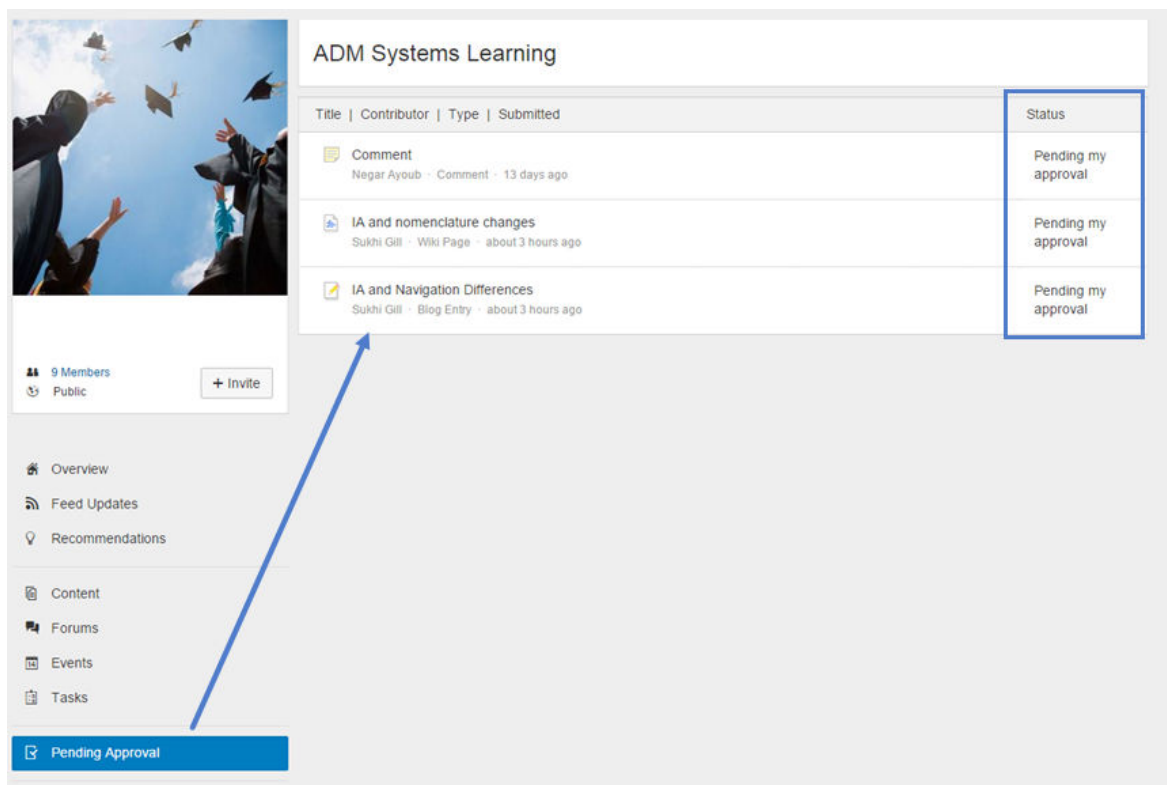 ADM Systems Learning
Title | Contributor | Type | Submitted
Status
Comment
Negar Ayoub · Comment · 13 days ago
Pending my
approval
IA and nomenclature changes
Sukhi Gill · Wiki Page · about 3 hours ago
Pending my
approval
IA and Navigation Differences
Sukhi Gill · Blog Entry · about 3 hours ago
Pending my
approval
9 Members
Public
+ Invite
Overview
Feed Updates
Recommendations
Content
Forums
14
Events
Tasks
Pending Approval